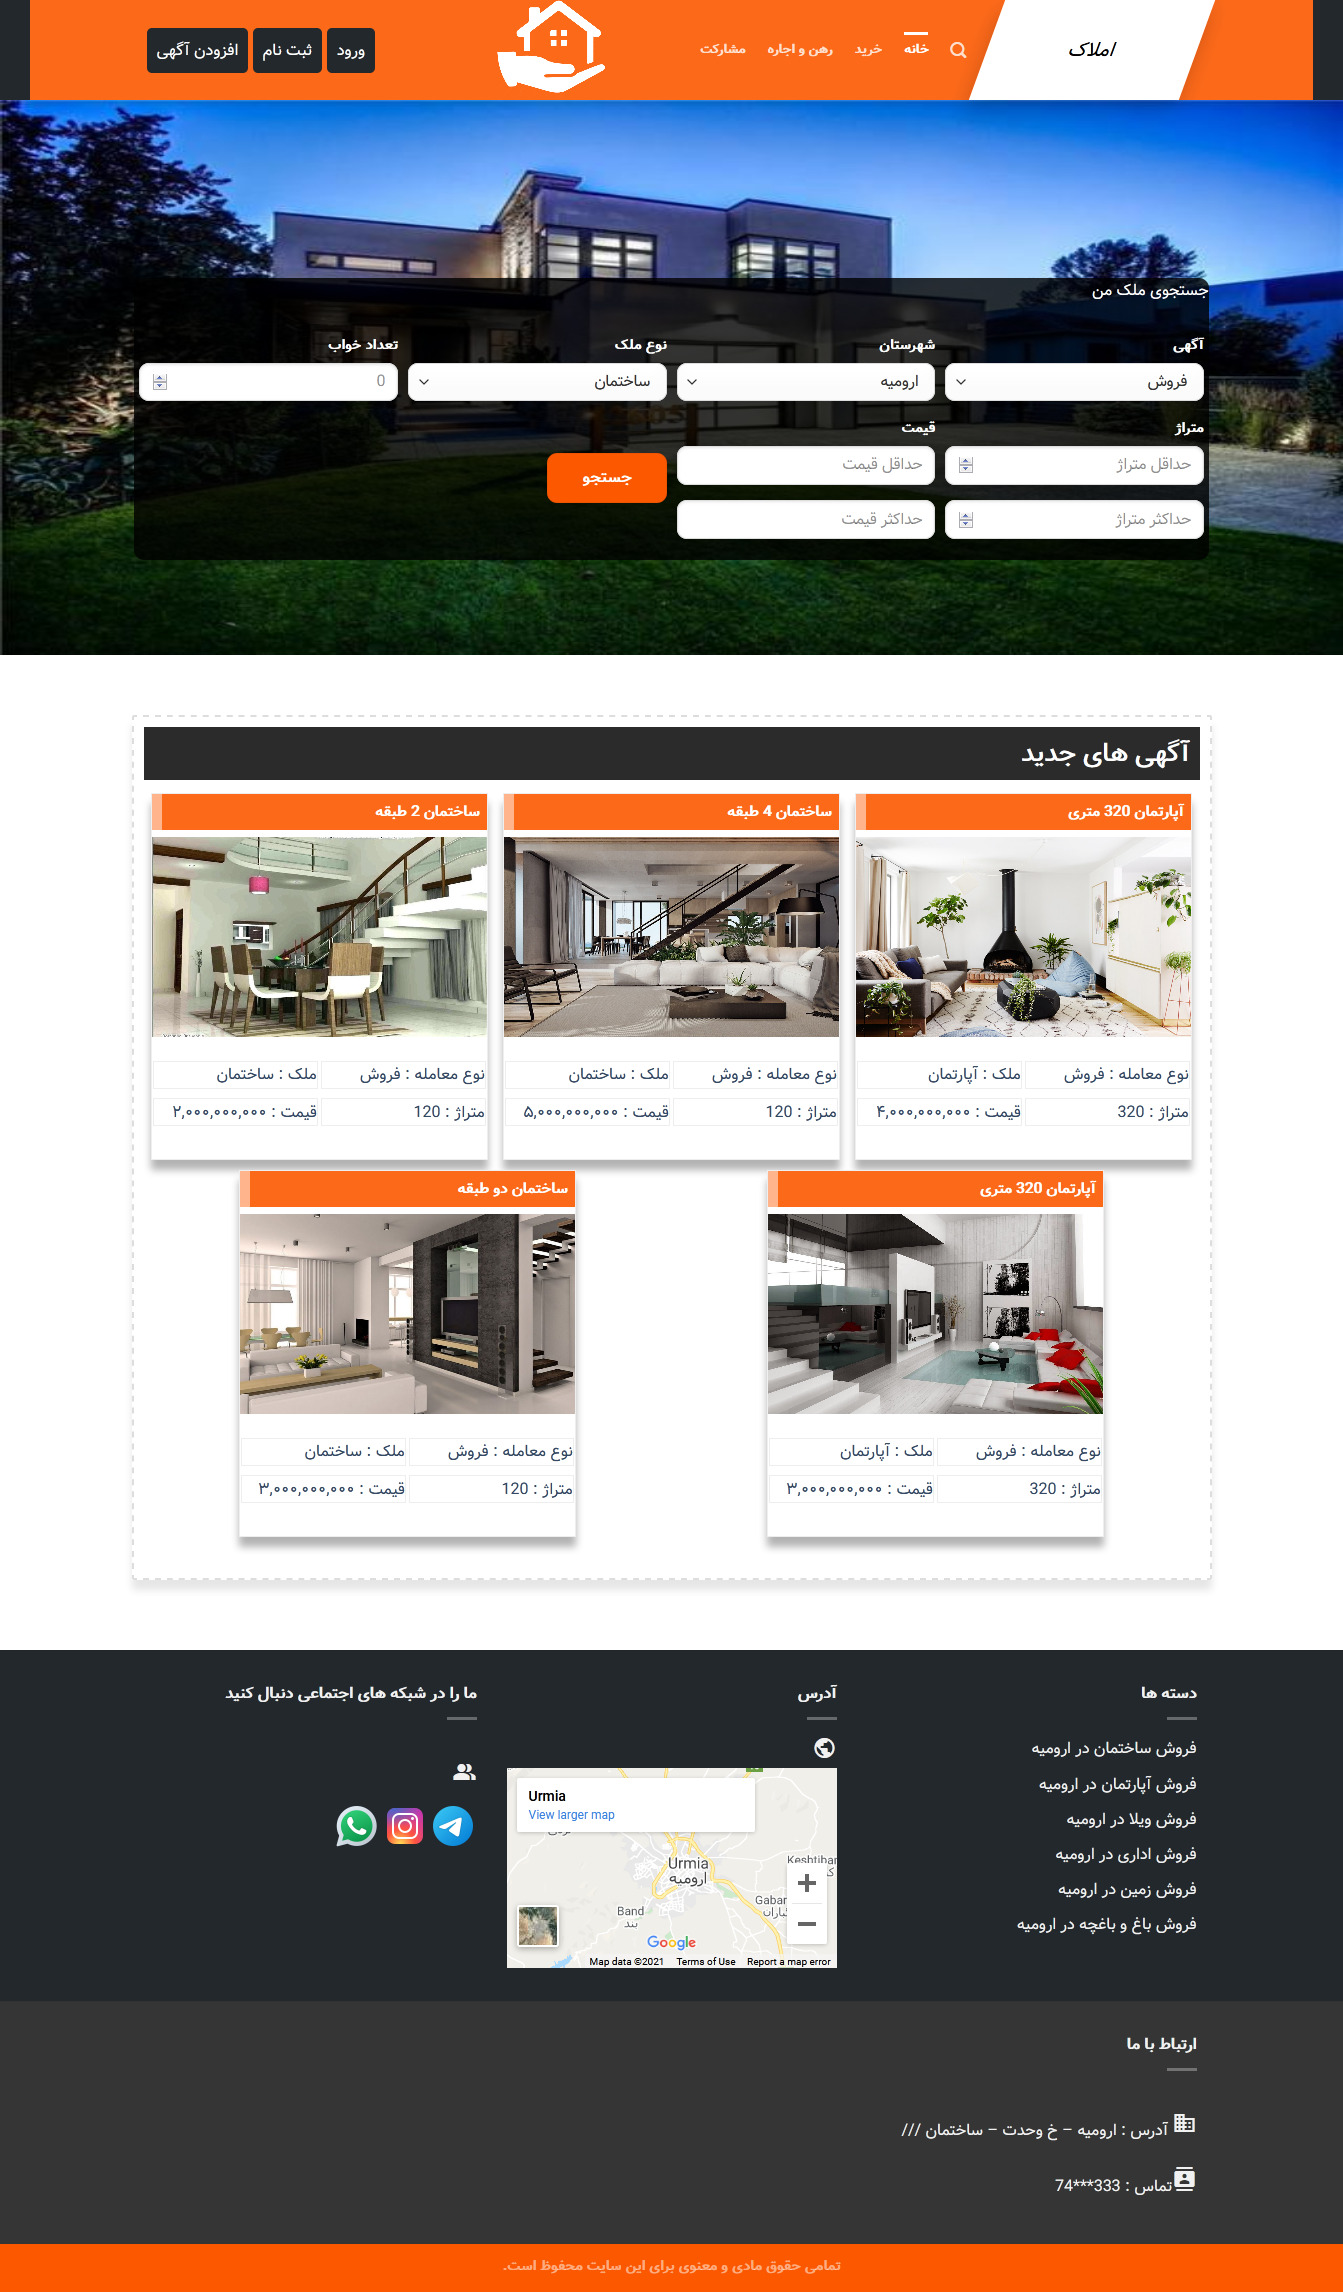 املاک
خانه
خرید
رهن و اجاره
مشارکت
ورود
ثبت نام
افزودن آگهی
جستجوی ملک من
آگهی
شهرستان
نوع ملک
تعداد خواب
فروش
ارومیه
ساختمان
0
متراژ
قیمت
حداقل متراژ
حداقل قیمت
جستجو
حداکثر متراژ
حداکثر قیمت
آگهی های جدید
آپارتمان 320 متری
نوع معامله : فروش
ملک : آپارتمان
متراژ : 320
قیمت : ۴,۰۰۰,۰۰۰,۰۰۰
ساختمان 4 طبقه
نوع معامله : فروش
ملک : ساختمان
متراژ : 120
قیمت : ۵,۰۰۰,۰۰۰,۰۰۰
ساختمان 2 طبقه
نوع معامله : فروش
ملک : ساختمان
متراژ : 120
قیمت : ۲,۰۰۰,۰۰۰,۰۰۰
آپارتمان 320 متری
نوع معامله : فروش
ملک : آپارتمان
متراژ : 320
قیمت : ۳,۰۰۰,۰۰۰,۰۰۰
ساختمان دو طبقه
نوع معامله : فروش
ملک : ساختمان
متراژ : 120
قیمت : ۳,۰۰۰,۰۰۰,۰۰۰
دسته ها
فروش ساختمان در ارومیه
فروش آپارتمان در ارومیه
فروش ویلا در ارومیه
فروش اداری در ارومیه
فروش زمین در ارومیه
فروش باغ و باغچه در ارومیه
آدرس
Urmia
View larger map
Urmia
ارومیه
Keshtibar
Band
بند
Google
Map data ©2021
Terms of Use
Report a map error
ما را در شبکه های اجتماعی دنبال کنید
ارتباط با ما
آدرس : ارومیه – خ وحدت – ساختمان ///
تماس : 333***74
تمامی حقوق مادی و معنوی برای این سایت محفوظ است.